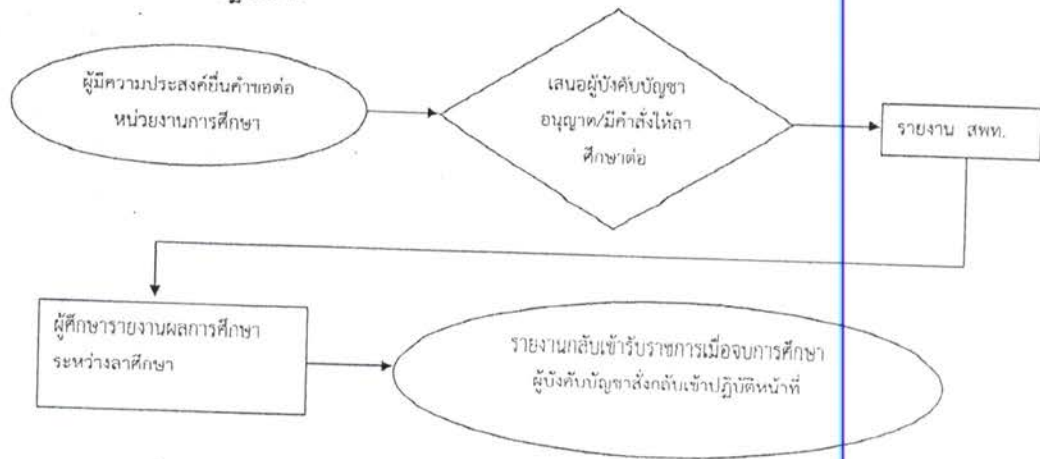 ผู้มีความประสงค์ยื่นคำขอต่อ
หน่วยงานการศึกษา
เสนอผู้บังคับบัญชา
อนุญาต/มีคำสั่งให้ลา
ศึกษาต่อ
รายงาน สพท.
ผู้ศึกษารายงานผลการศึกษา
ระหว่างลาศึกษา
รายงานกลับเข้ารับราชการเมื่อจบการศึกษา
ผู้บังคับบัญชาสั่งกลับเข้าปฏิบัติหน้าที่